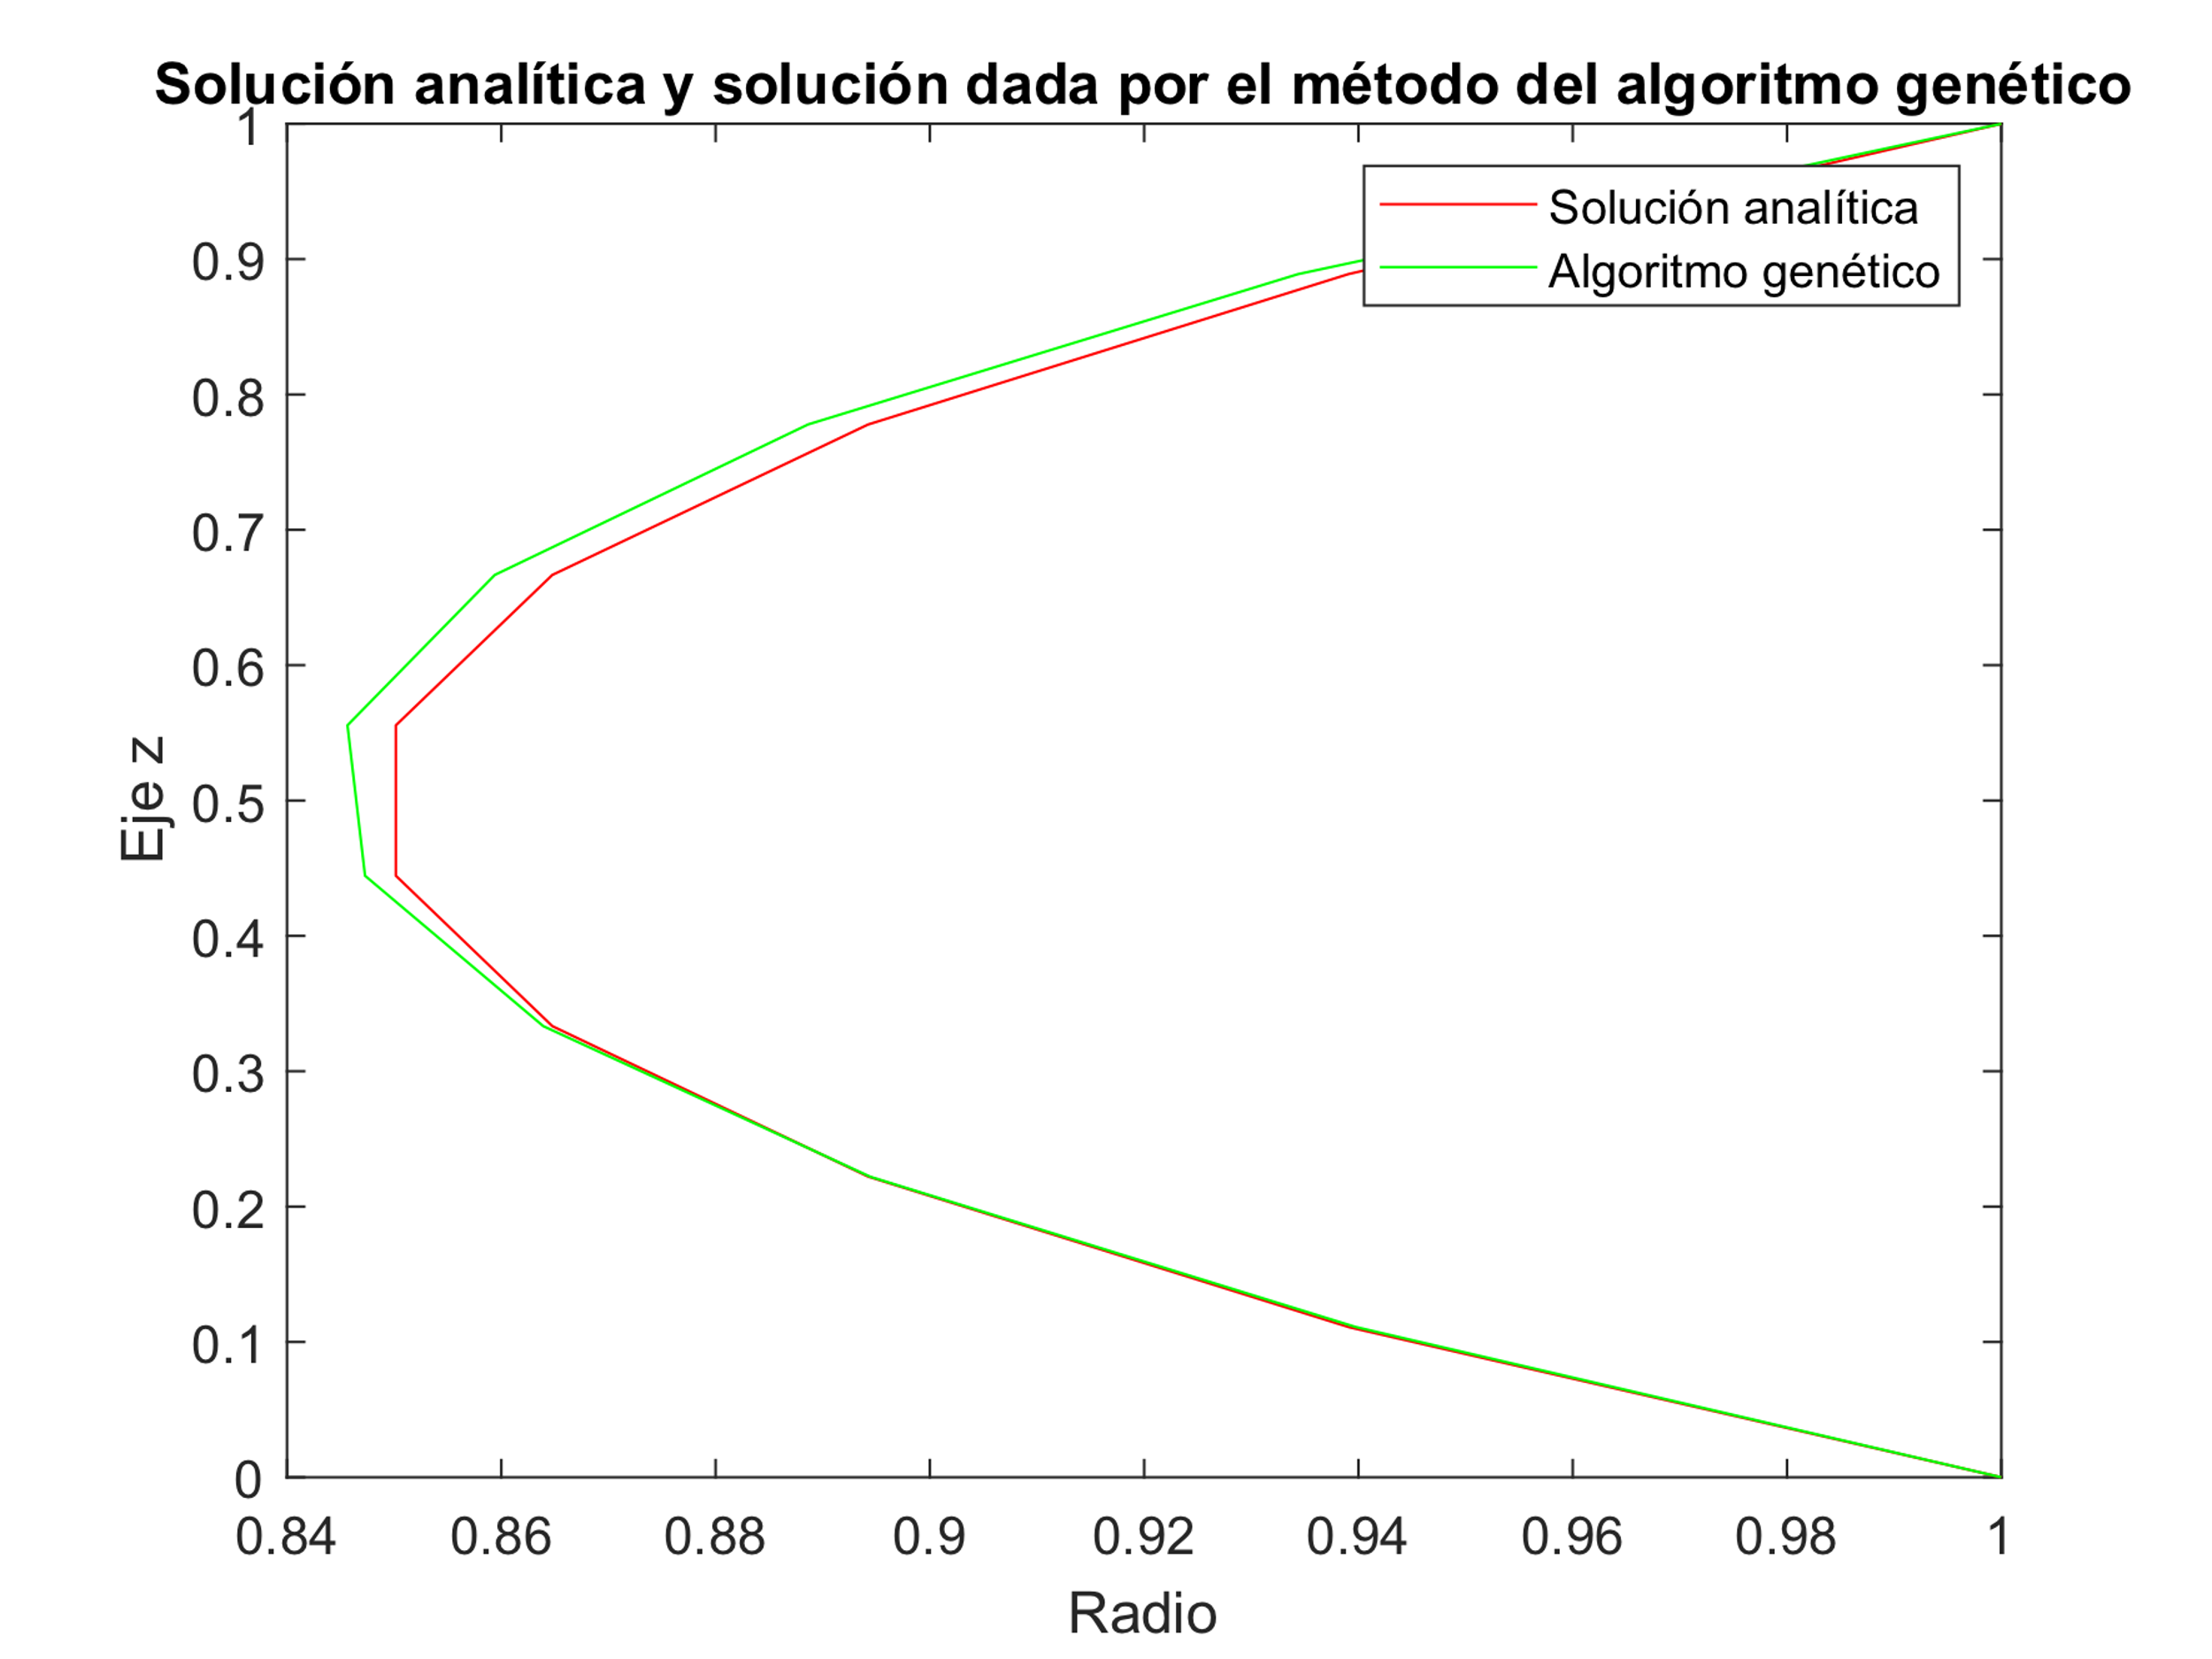 Solución analítica y solución dada por el método del algoritmo genético
1
Solución analítica
0.9
Algoritmo genético
0.8
0.7
0.6
Eje z
0.5
0.4
0.3
0.2
0.1
0
0.84 0.86 0.88 0.9 0.92 0.94 0.96 0.98 1
Radio